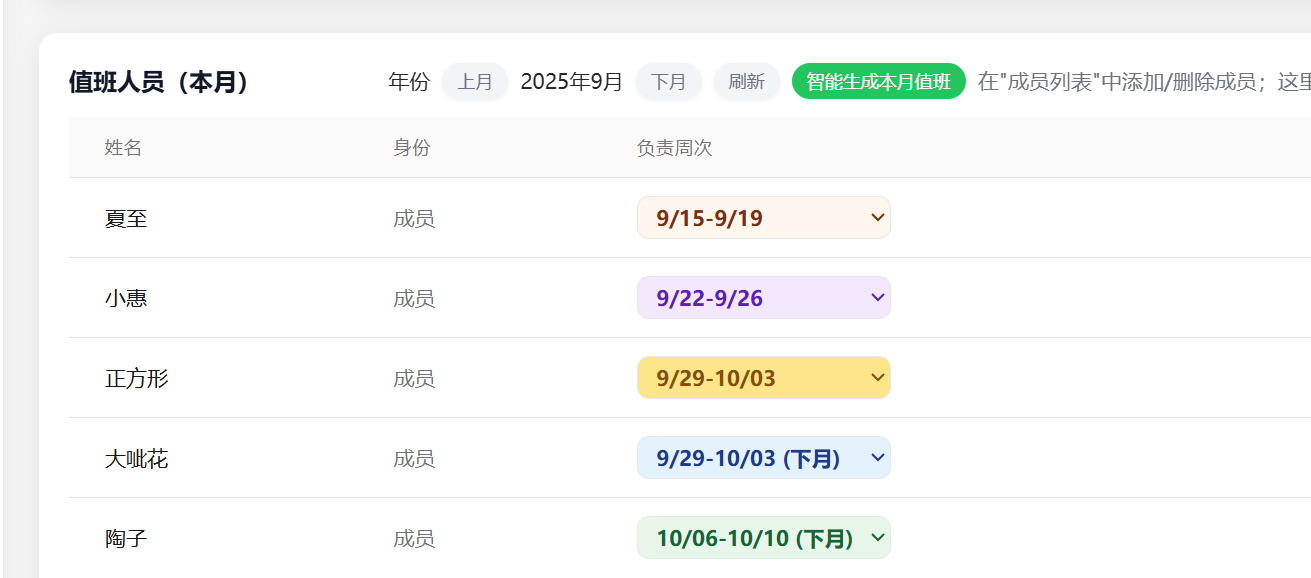 值班人员（本月） 年份 上月 2025年9月 下月 刷新 智能生成本月值班 在"成员列表"中添加/删除成员；这里
姓名 身份 负责周次
夏至 成员 9/15-9/19
小惠 成员 9/22-9/26
正方形 成员 9/29-10/03
大呲花 成员 9/29-10/03 (下月)
陶子 成员 10/06-10/10 (下月)